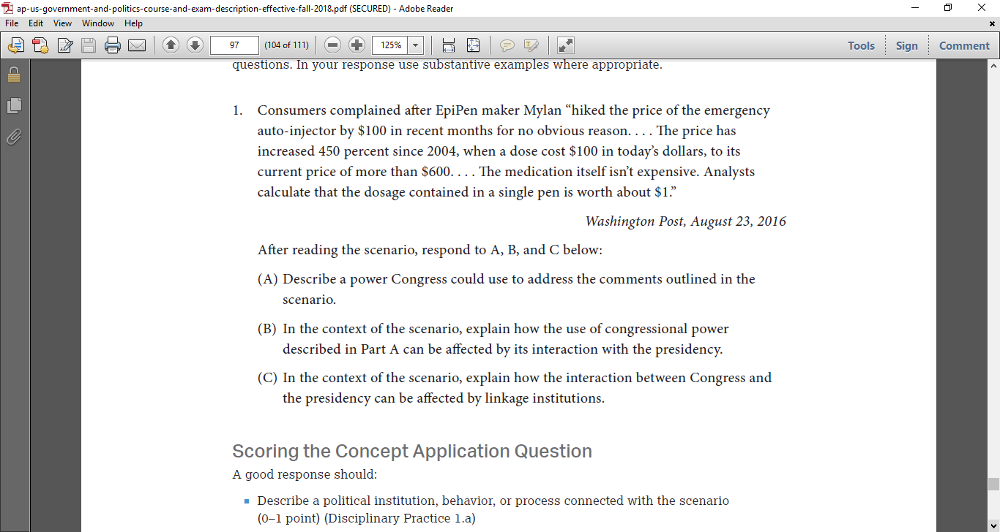 ap-us-government-and-politics-course-and-exam-description-effective-fall-2018.pdf (SECURED) - Adobe Reader
File Edit View Window Help
97 (104 of 111) 125% Tools Sign Comment
questions. In your response use substantive examples where appropriate.
1. Consumers complained after EpiPen maker Mylan “hiked the price of the emergency
auto-injector by $100 in recent months for no obvious reason. . . . The price has
increased 450 percent since 2004, when a dose cost $100 in today’s dollars, to its
current price of more than $600. . . . The medication itself isn’t expensive. Analysts
calculate that the dosage contained in a single pen is worth about $1.”
Washington Post, August 23, 2016
After reading the scenario, respond to A, B, and C below:
(A) Describe a power Congress could use to address the comments outlined in the
scenario.
(B) In the context of the scenario, explain how the use of congressional power
described in Part A can be affected by its interaction with the presidency.
(C) In the context of the scenario, explain how the interaction between Congress and
the presidency can be affected by linkage institutions.
Scoring the Concept Application Question
A good response should:
▪ Describe a political institution, behavior, or process connected with the scenario
(0–1 point) (Disciplinary Practice 1.a)